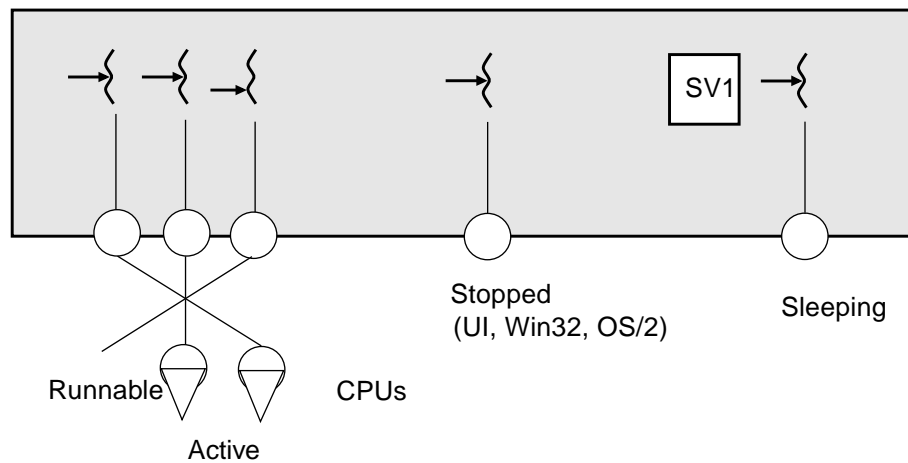 SV1
Stopped
(UI, Win32, OS/2)
Sleeping
Runnable
CPUs
Active